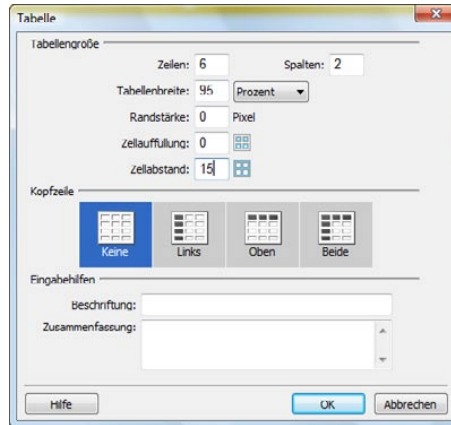 Tabelle
Tabellengröße
Zeilen: 6 Spalten: 2
Tabellenbreite: 95 Prozent
Randstärke: 0 Pixel
Zellauffüllung: 0
Zellabstand: 15
Kopfzeile
Keine Links Oben Beide
Eingabehilfen
Beschriftung:
Zusammenfassung:
Hilfe OK Abbrechen